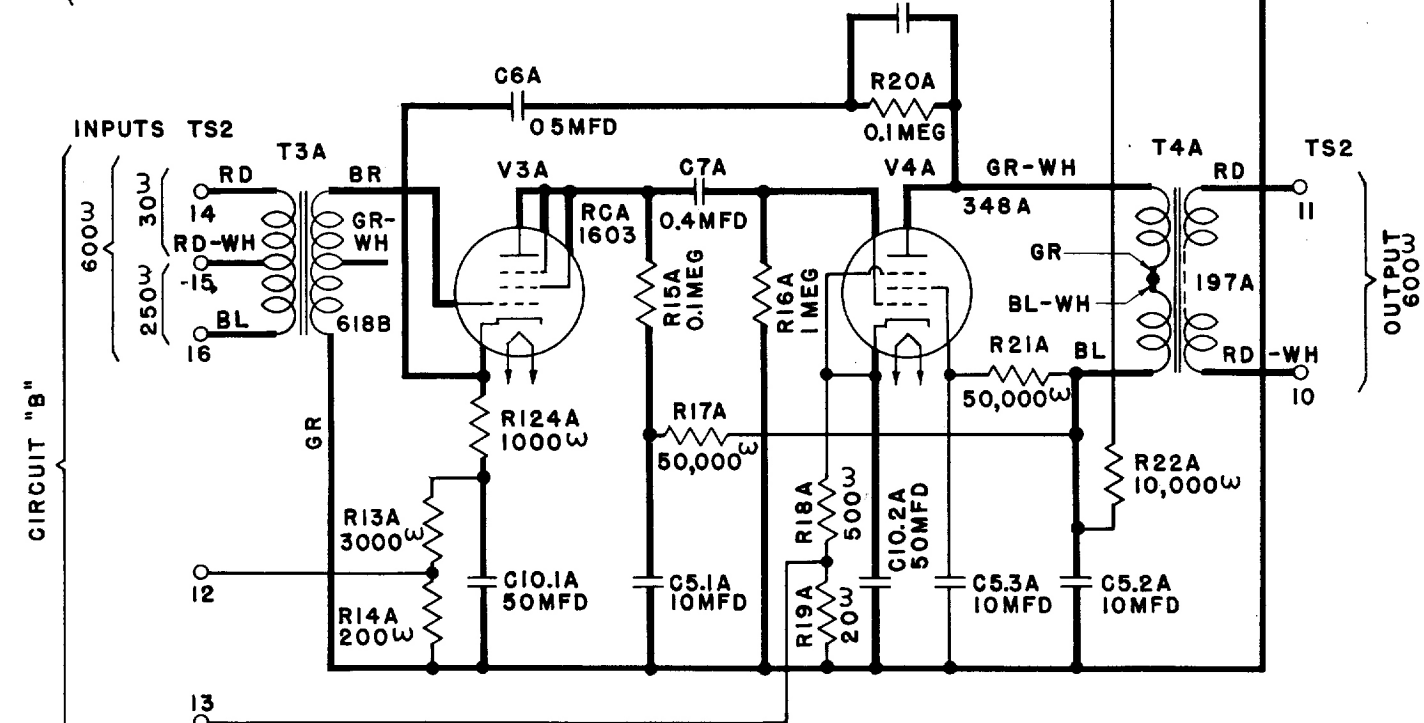 C6A
05MFD
R20A
0.1MEG
INPUTS TS2
T3A
V3A
C7A
V4A
T4A
TS2
600ω
30ω
250ω
RD
14
RD-WH
-15
BL
16
BR
GR-
WH
618B
GR
RCA
1603
0.4MFD
R15A
0.1MEG
R16A
1MEG
GR-WH
348A
GR
BL-WH
197A
RD
11
RD-WH
10
OUTPUT
600ω
R21A
50,000ω
BL
CIRCUIT "B"
R124A
1000ω
R17A
50,000ω
R13A
3000ω
R14A
200ω
12
C10.1A
50MFD
C5.1A
10MFD
R18A
500ω
R19A
20ω
C10.2A
50MFD
C5.3A
10MFD
C5.2A
10MFD
R22A
10,000ω
13